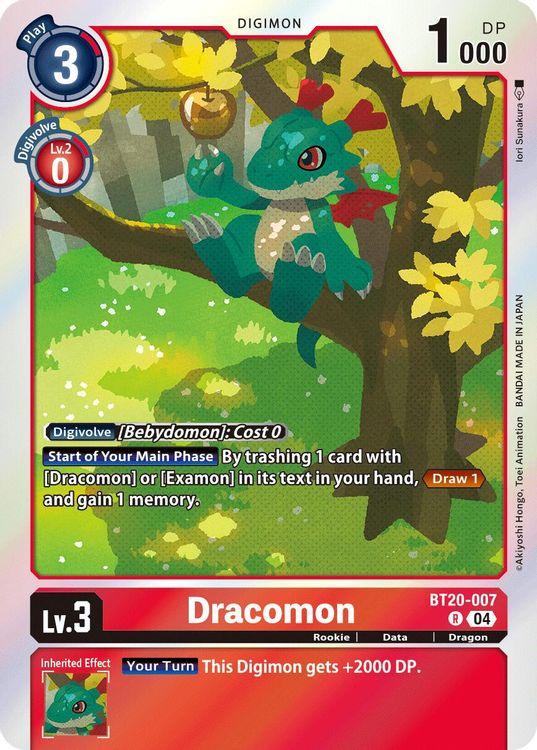 Play
3
DIGIMON
DP
1000
Digivolve
Lv.2
0
Iori Sunakura
Digivolve [Bebydomon]: Cost 0
Start of Your Main Phase By trashing 1 card with
[Dracomon] or [Examon] in its text in your hand, Draw 1
and gain 1 memory.
©Akiyoshi Hongo, Toei Animation BANDAI MADE IN JAPAN
Lv.3
Dracomon
BT20-007
R 04
Rookie | Data | Dragon
Inherited Effect
Your Turn This Digimon gets +2000 DP.